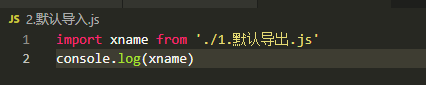 JS 2.默认导入.js
1 import xname from './1.默认导出.js'
2 console.log(xname)